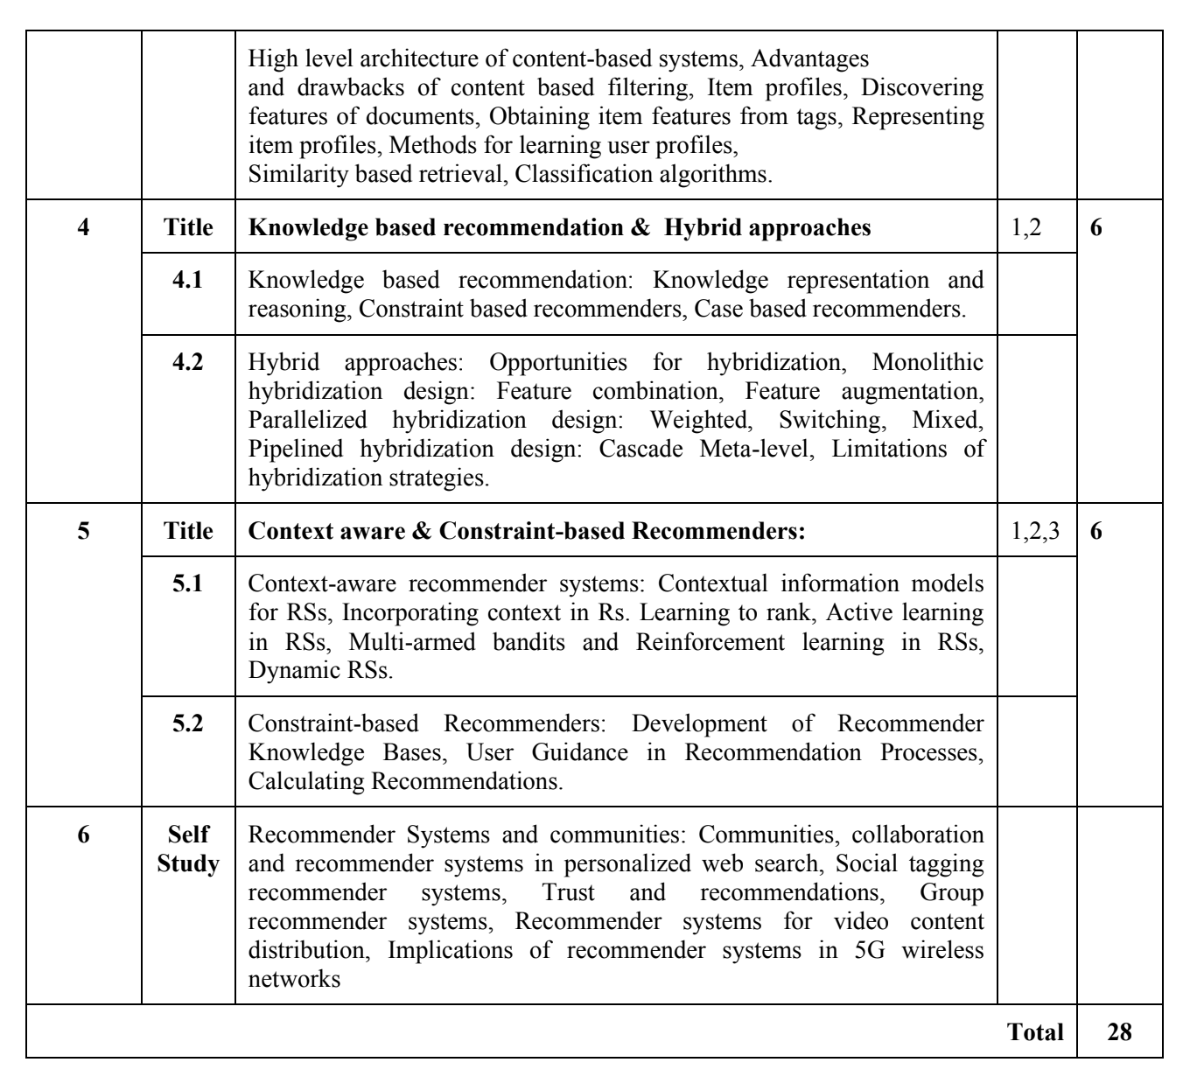 High level architecture of content-based systems, Advantages
and drawbacks of content based filtering, Item profiles, Discovering
features of documents, Obtaining item features from tags, Representing
item profiles, Methods for learning user profiles,
Similarity based retrieval, Classification algorithms.
4 Title Knowledge based recommendation & Hybrid approaches 1,2 6
4.1 Knowledge based recommendation: Knowledge representation and
reasoning, Constraint based recommenders, Case based recommenders.
4.2 Hybrid approaches: Opportunities for hybridization, Monolithic
hybridization design: Feature combination, Feature augmentation,
Parallelized hybridization design: Weighted, Switching, Mixed,
Pipelined hybridization design: Cascade Meta-level, Limitations of
hybridization strategies.
5 Title Context aware & Constraint-based Recommenders: 1,2,3 6
5.1 Context-aware recommender systems: Contextual information models
for RSs, Incorporating context in Rs. Learning to rank, Active learning
in RSs, Multi-armed bandits and Reinforcement learning in RSs,
Dynamic RSs.
5.2 Constraint-based Recommenders: Development of Recommender
Knowledge Bases, User Guidance in Recommendation Processes,
Calculating Recommendations.
6 Self Recommender Systems and communities: Communities, collaboration
Study and recommender systems in personalized web search, Social tagging
recommender systems, Trust and recommendations, Group
recommender systems, Recommender systems for video content
distribution, Implications of recommender systems in 5G wireless
networks
Total 28